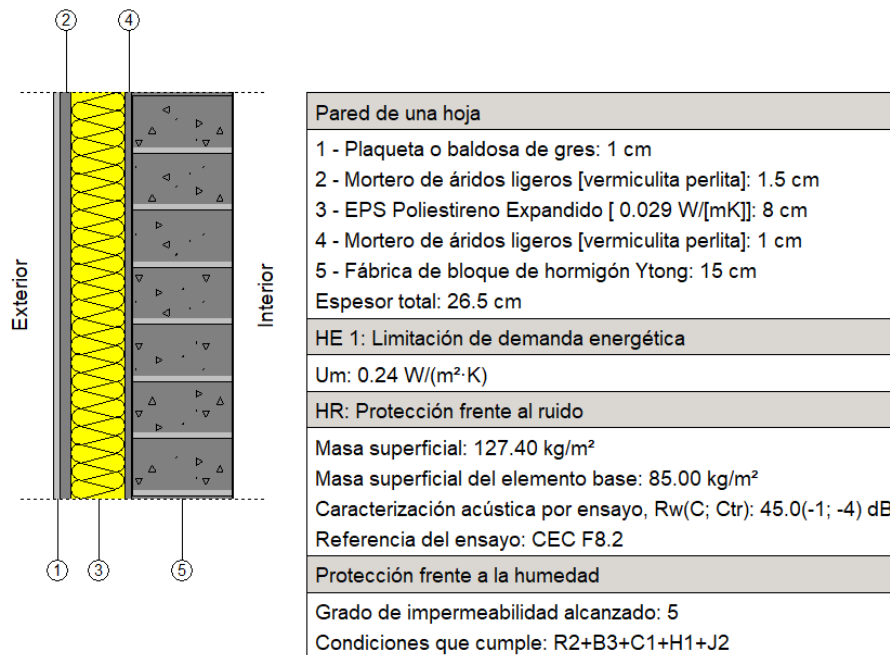 2
4
Exterior
Interior
1
3
5
Pared de una hoja
1 - Plaqueta o baldosa de gres: 1 cm
2 - Mortero de áridos ligeros [vermiculita perlita]: 1.5 cm
3 - EPS Poliestireno Expandido [ 0.029 W/[mK]]: 8 cm
4 - Mortero de áridos ligeros [vermiculita perlita]: 1 cm
5 - Fábrica de bloque de hormigón Ytong: 15 cm
Espesor total: 26.5 cm
HE 1: Limitación de demanda energética
Um: 0.24 W/(m²·K)
HR: Protección frente al ruido
Masa superficial: 127.40 kg/m²
Masa superficial del elemento base: 85.00 kg/m²
Caracterización acústica por ensayo, Rw(C; Ctr): 45.0(-1; -4) dB
Referencia del ensayo: CEC F8.2
Protección frente a la humedad
Grado de impermeabilidad alcanzado: 5
Condiciones que cumple: R2+B3+C1+H1+J2